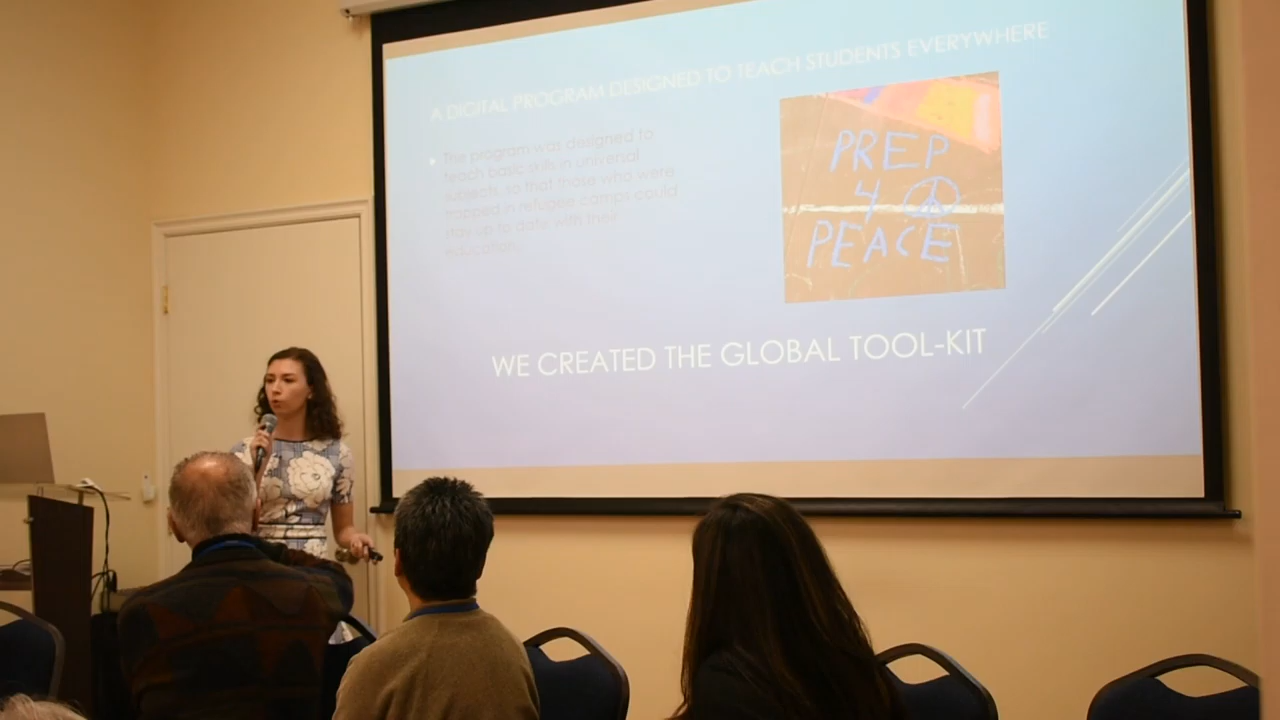 A DIGITAL PROGRAM DESIGNED TO TEACH STUDENTS EVERYWHERE
The program was designed to
teach basic skills in universal
subjects, so that those who were
trapped in refugee camps could
stay up to date with their
education.
PREP
4
PEACE
WE CREATED THE GLOBAL TOOL-KIT